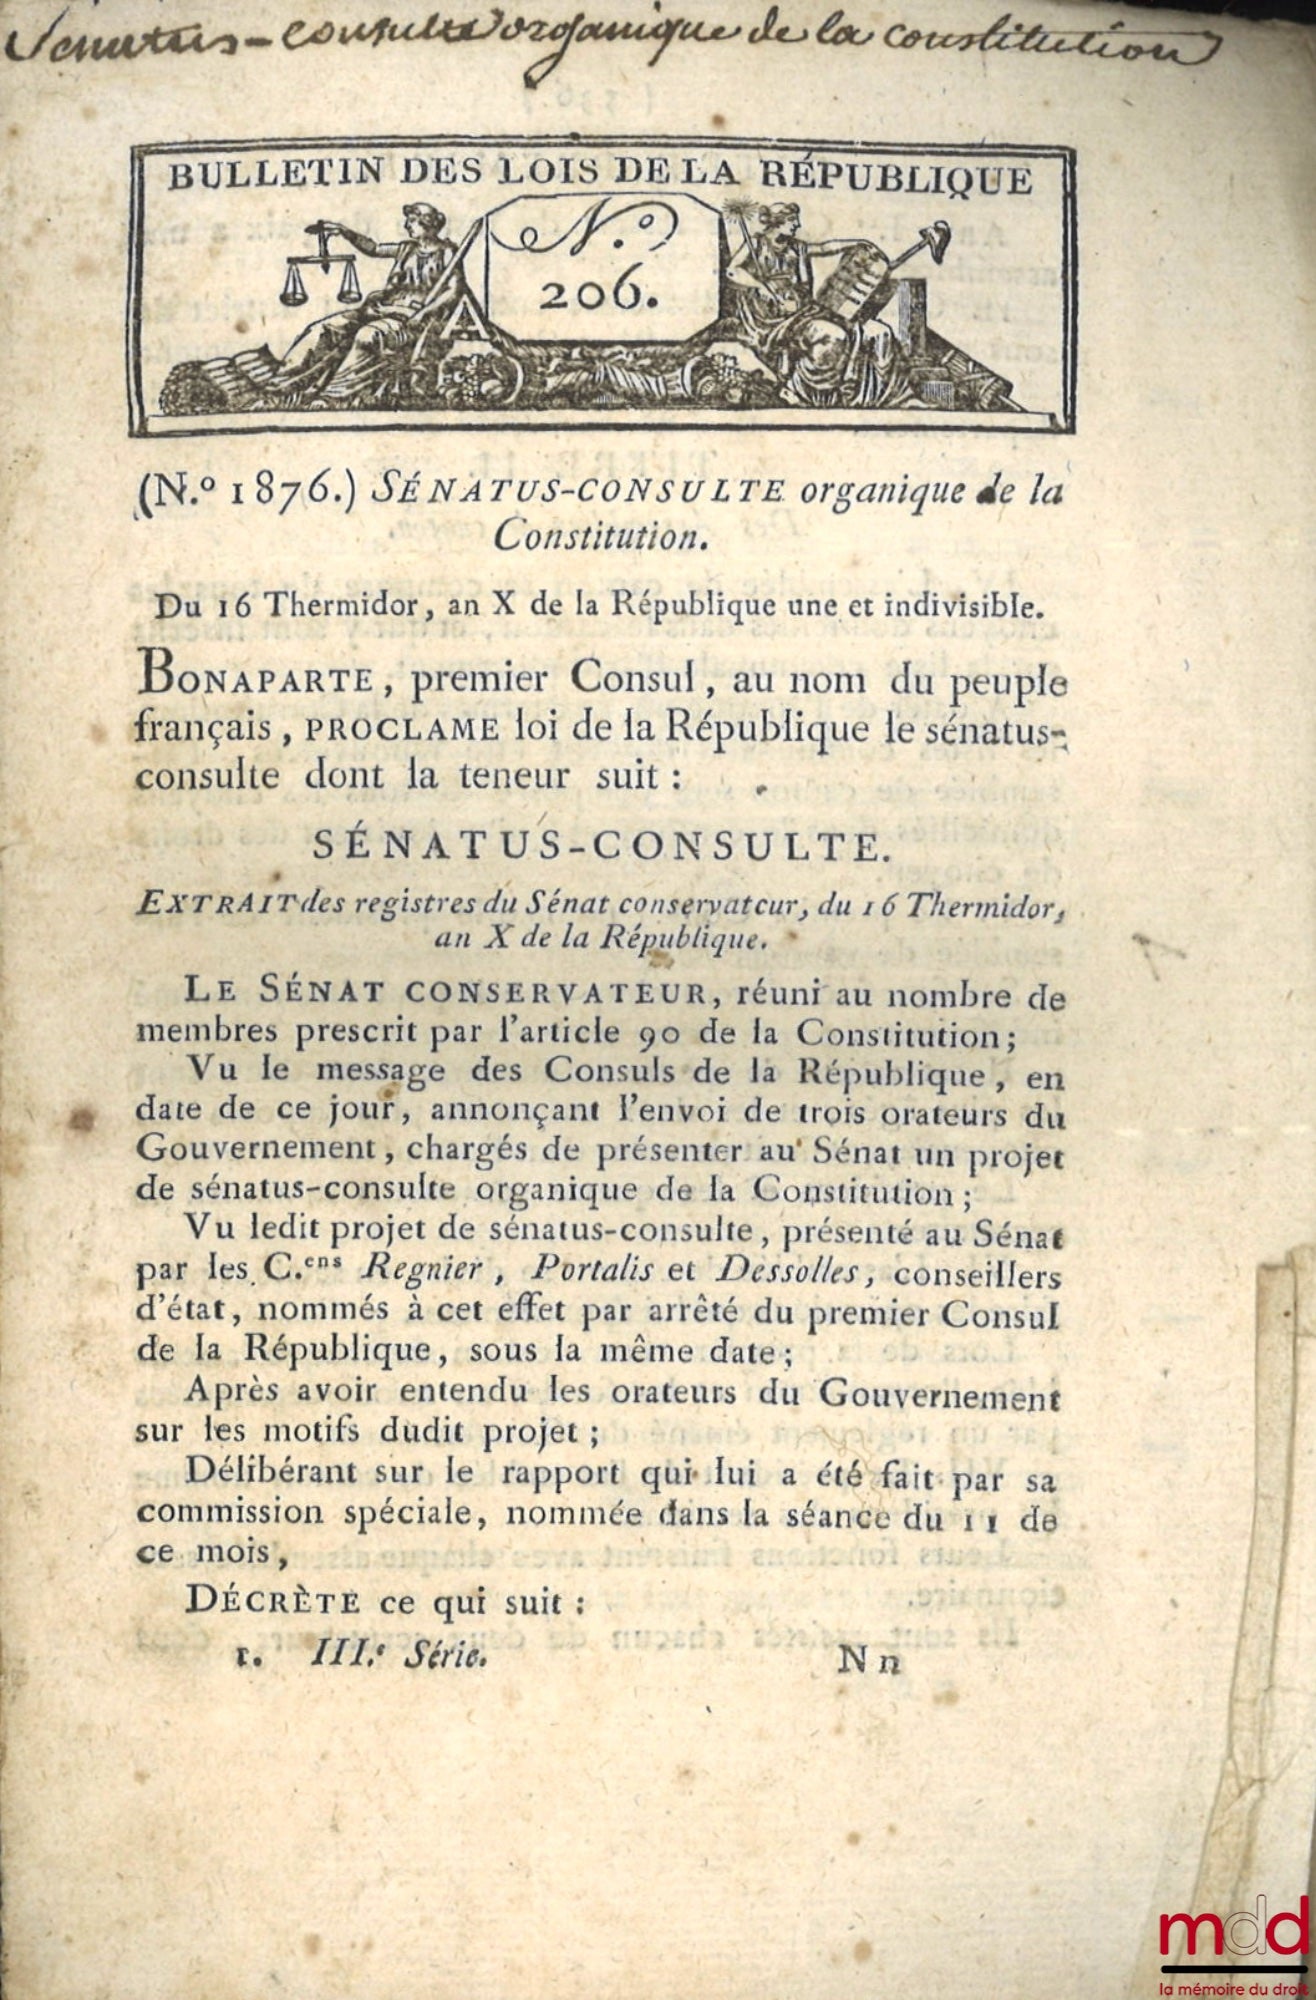 Senatus-consulte organique de la constitution
BULLETIN DES LOIS DE LA RÉPUBLIQUE
N.º
206.
(N.º 1876.) SÉNATUS-CONSULTE organique de la
Constitution.
Du 16 Thermidor, an X de la République une et indivisible.
BONAPARTE, premier Consul, au nom du peuple
français, PROCLAME loi de la République le sénatus-
consulte dont la teneur suit :
SÉNATUS-CONSULTE.
EXTRAIT des registres du Sénat conservateur, du 16 Thermidor,
an X de la République.
LE SÉNAT CONSERVATEUR, réuni au nombre de
membres prescrit par l'article 90 de la Constitution;
Vu le message des Consuls de la République, en
date de ce jour, annonçant l'envoi de trois orateurs du
Gouvernement, chargés de présenter au Sénat un projet
de sénatus-consulte organique de la Constitution;
Vu ledit projet de sénatus-consulte, présenté au Sénat
par les C.ens Regnier, Portalis et Dessolles, conseillers
d'état, nommés à cet effet par arrêté du premier Consul
de la République, sous la même date;
Après avoir entendu les orateurs du Gouvernement
sur les motifs dudit projet;
Délibérant sur le rapport qui lui a été fait par sa
commission spéciale, nommée dans la séance du 11 de
ce mois,
DÉCRÈTE ce qui suit :
1. III.e Série. N n
mdd
la mémoire du droit